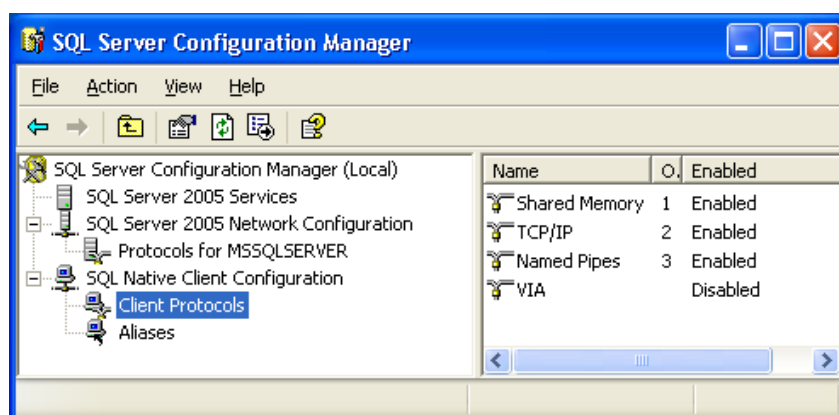 SQL Server Configuration Manager
File Action View Help
SQL Server Configuration Manager (Local)
SQL Server 2005 Services
SQL Server 2005 Network Configuration
Protocols for MSSQLSERVER
SQL Native Client Configuration
Client Protocols
Aliases
Name O. Enabled
Shared Memory 1 Enabled
TCP/IP 2 Enabled
Named Pipes 3 Enabled
VIA Disabled